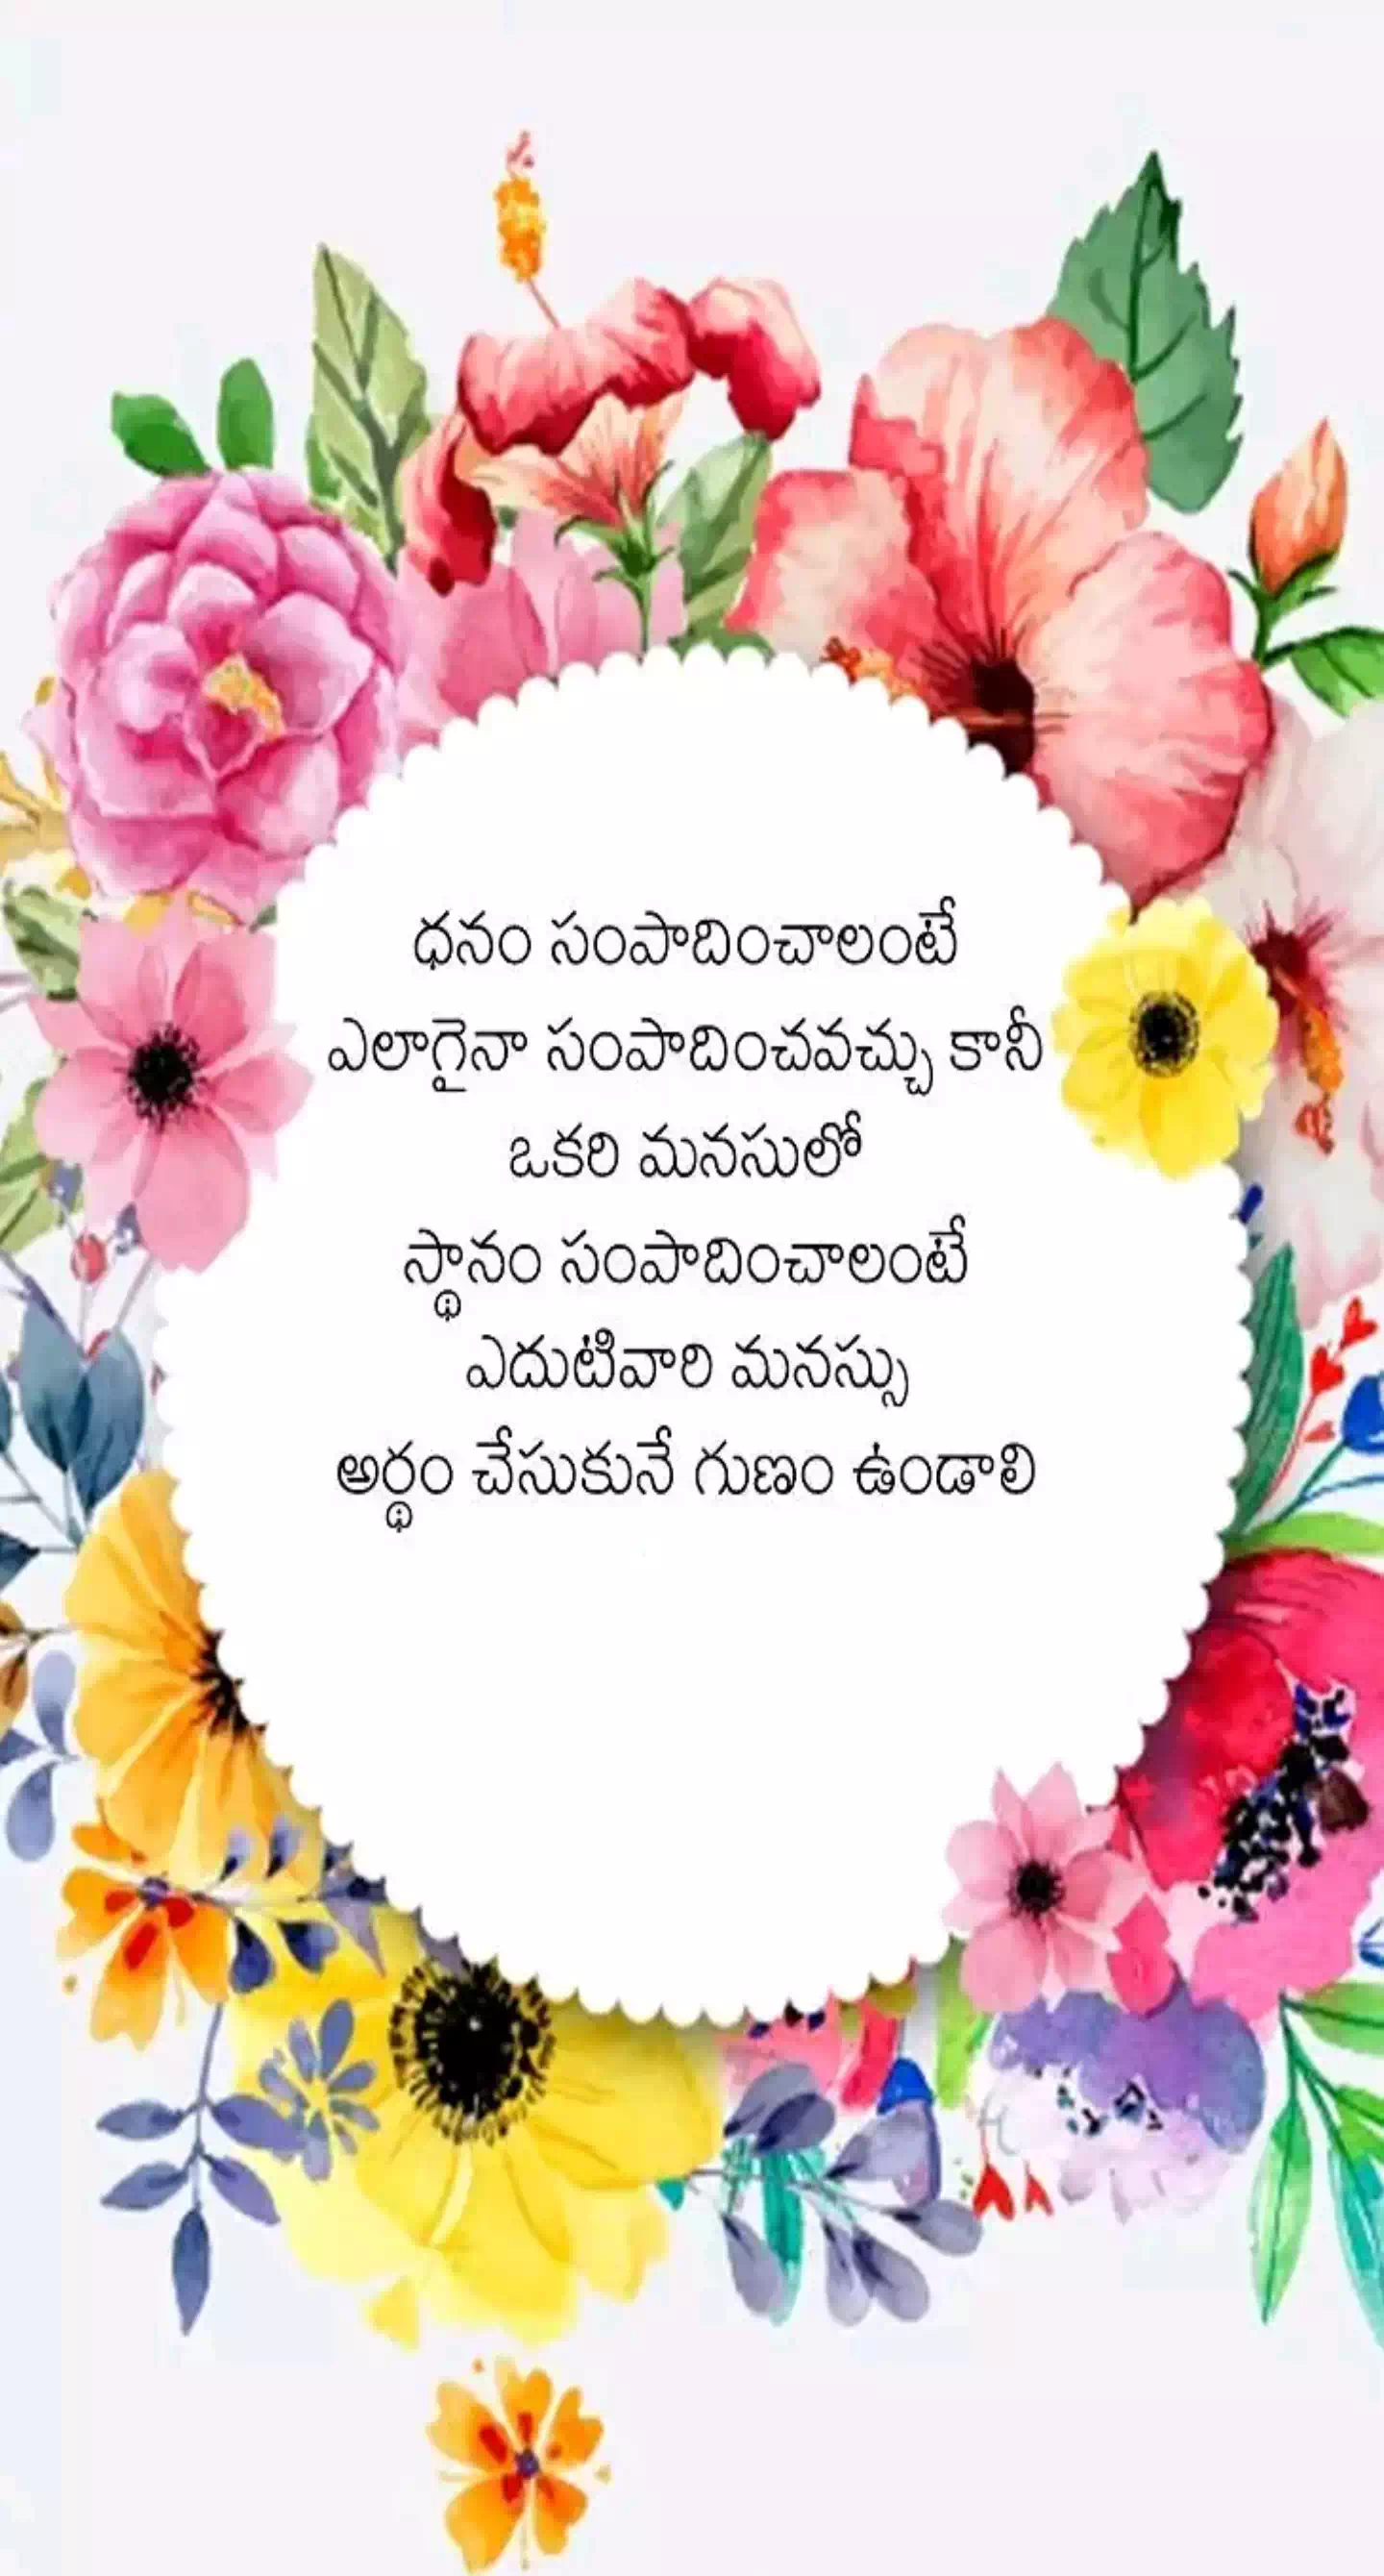 ధనం సంపాదించాలంటే
ఎలాగైనా సంపాదించవచ్చు కానీ
ఒకరి మనసులో
స్థానం సంపాదించాలంటే
ఎదుటివారి మనస్సు
అర్థం చేసుకునే గుణం ఉండాలి